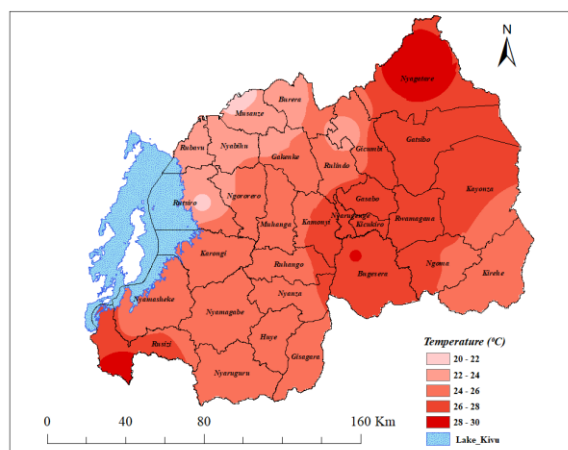 N
Nyagatare
Burera
Musanze
Rubavu
Nyabihu
Gakenke
Rulindo
Gicumbi
Gatsibo
Kayonza
Rutsiro
Ngororero
Gasabo
Nyarugenge
Kicukiro
Rwamagana
Muhanga
Kamonyi
Karongi
Ruhango
Bugesera
Ngoma
Kirehe
Nyamasheke
Nyanza
Nyamagabe
Huye
Gisagara
Rusizi
Nyaruguru
Temperature (⁰C)
20 - 22
22 - 24
24 - 26
26 - 28
28 - 30
Lake_Kivu
0 40 80 160 Km